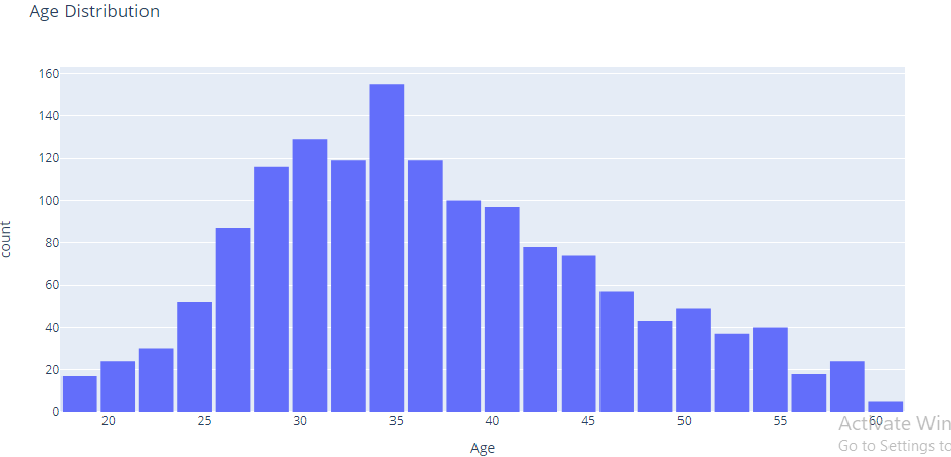 Age Distribution
160
140
120
100
80
60
40
20
0
count
20 25 30 35 40 45 50 55 60
Age
Activate Win
Go to Settings to